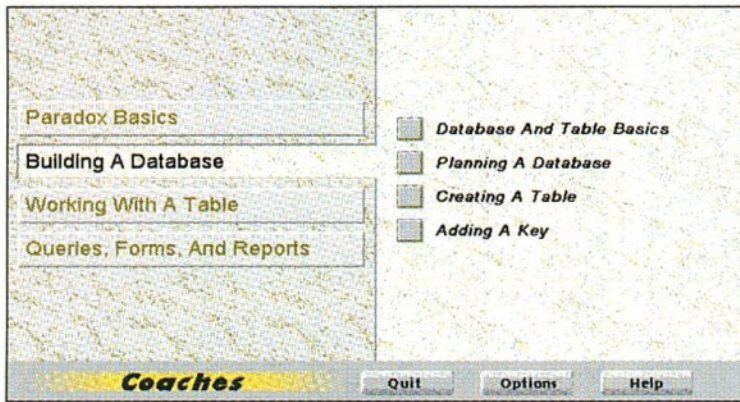 Paradox Basics
Building A Database
Working With A Table
Queries, Forms, And Reports
Database And Table Basics
Planning A Database
Creating A Table
Adding A Key
Coaches
Quit
Options
Help